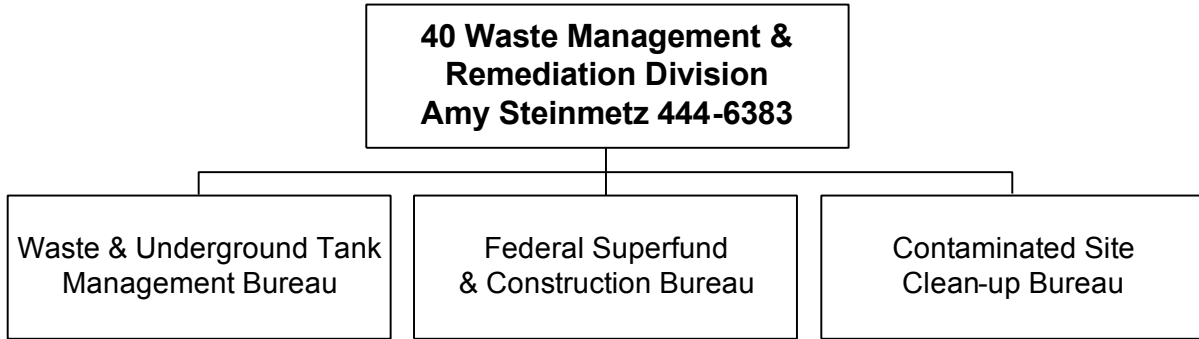 40 Waste Management &
Remediation Division
Amy Steinmetz 444-6383
Waste & Underground Tank
Management Bureau
Federal Superfund
& Construction Bureau
Contaminated Site
Clean-up Bureau